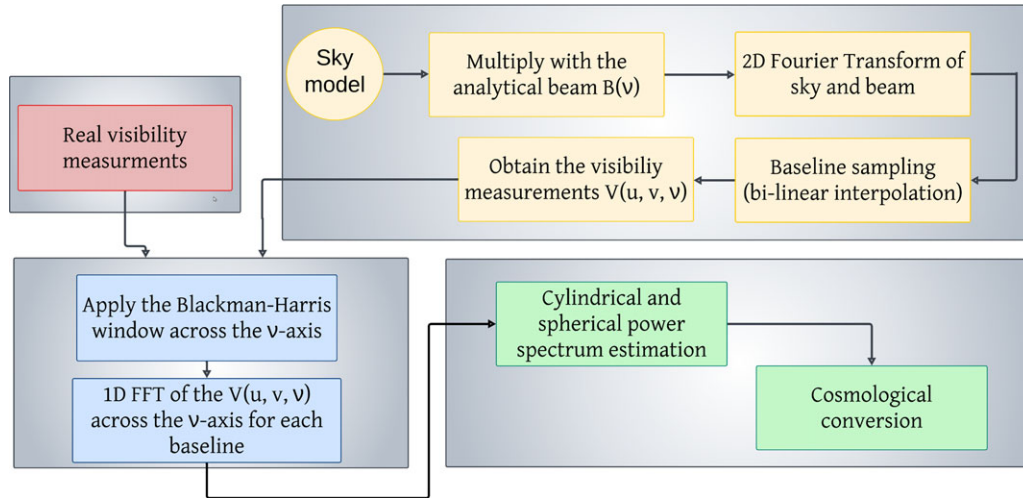 Sky
model
Multiply with the
analytical beam B(ν)
2D Fourier Transform of
sky and beam
Real visibility
measurments
Obtain the visibiliy
measurements V(u, v, ν)
Baseline sampling
(bi-linear interpolation)
Apply the Blackman-Harris
window across the ν-axis
1D FFT of the V(u, v, ν)
across the ν-axis for each
baseline
Cylindrical and
spherical power
spectrum estimation
Cosmological
conversion